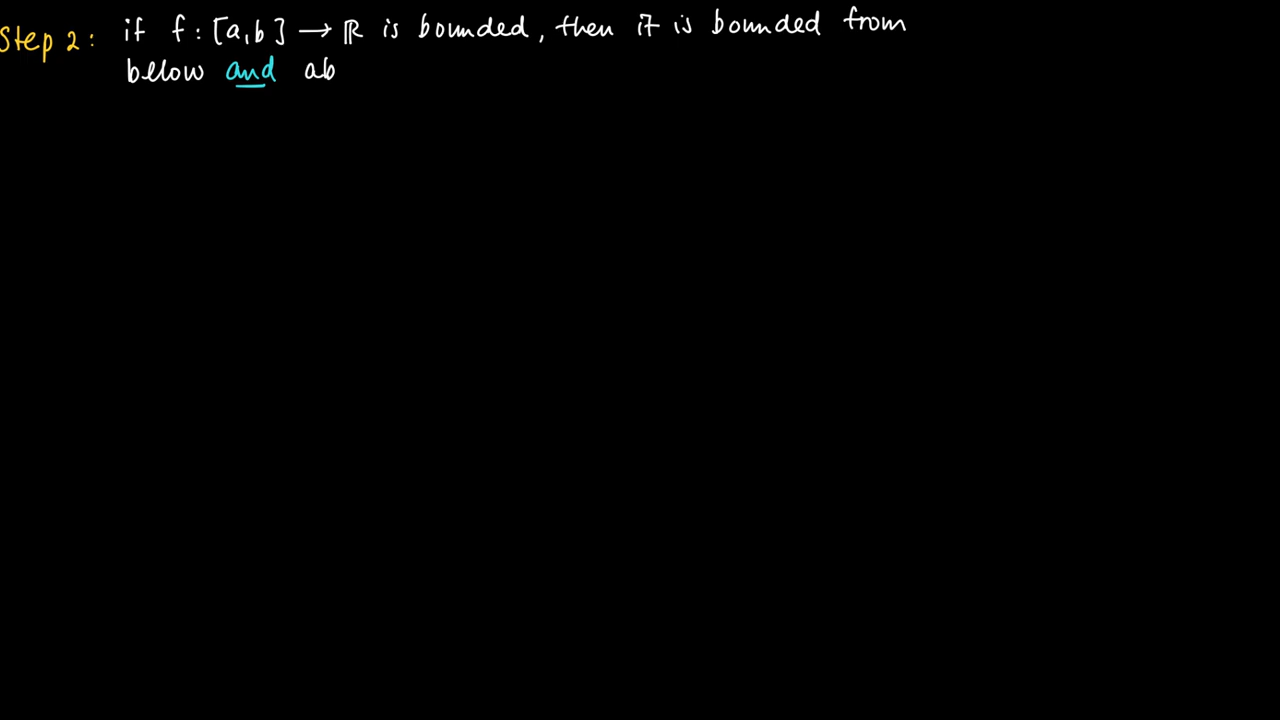 Step 2: if f: [a,b] → ℝ is bounded, then it is bounded from
below and ab